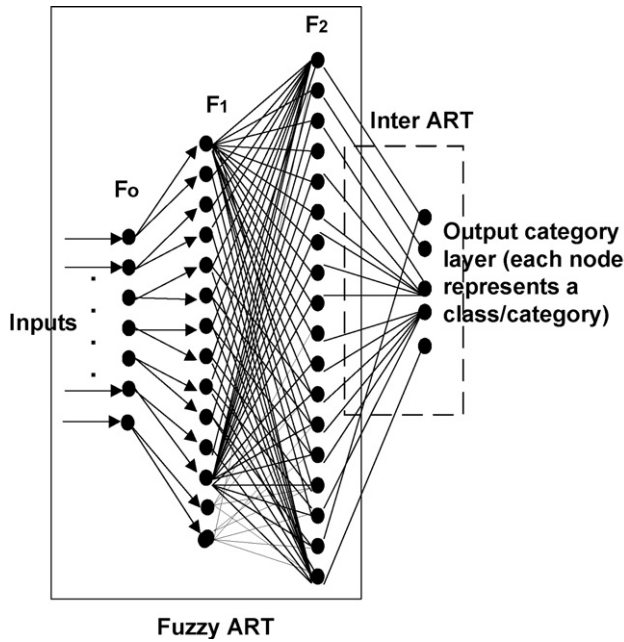 F2
F1
Inter ART
Fo
Output category
layer (each node
represents a
class/category)
Inputs
Fuzzy ART